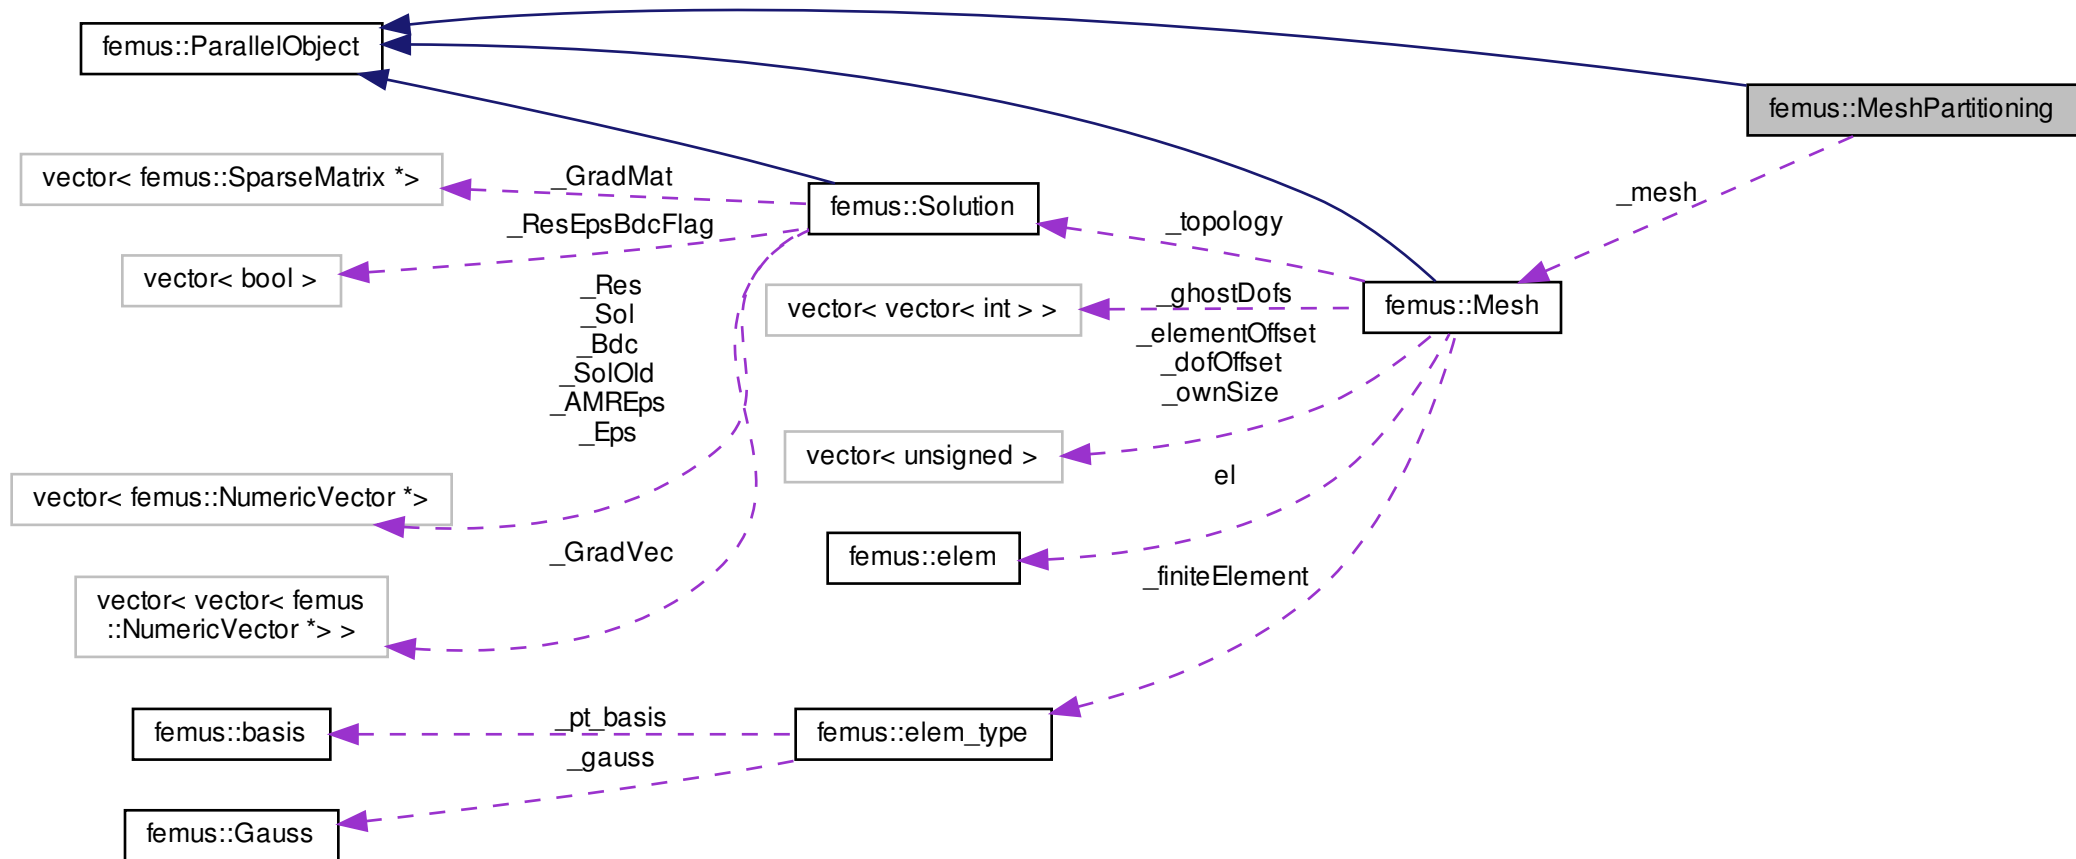 femus::ParallelObject
femus::MeshPartitioning
vector< femus::SparseMatrix *>
_GradMat
femus::Solution
_mesh
_ResEpsBdcFlag
_topology
vector< bool >
_Res
_Sol
_Bdc
_SolOld
_AMREps
_Eps
vector< vector< int > >
_ghostDofs
femus::Mesh
_elementOffset
_dofOffset
_ownSize
vector< unsigned >
el
vector< femus::NumericVector *>
_GradVec
femus::elem
_finiteElement
vector< vector< femus
::NumericVector *> >
femus::basis
_pt_basis
femus::elem_type
_gauss
femus::Gauss